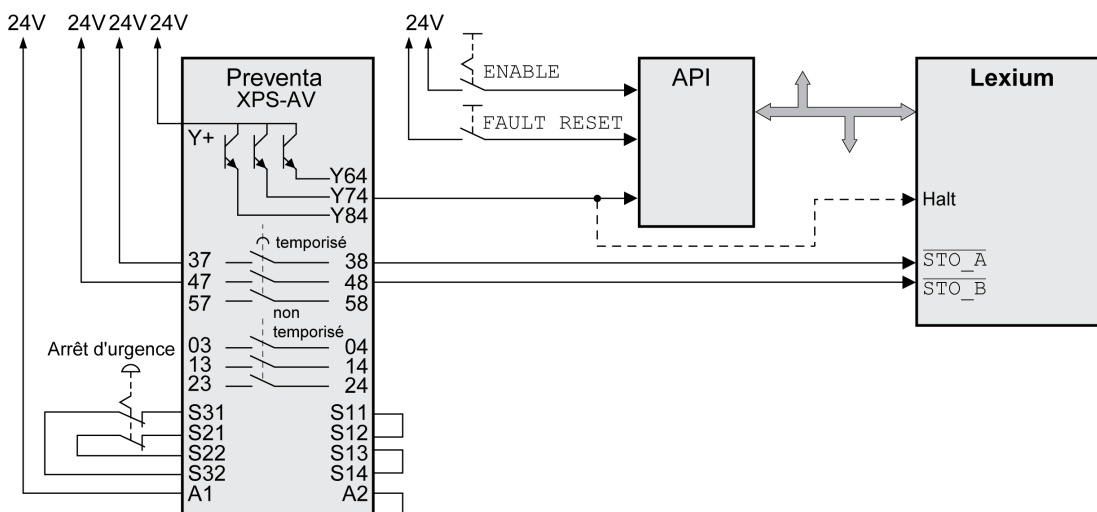 24V 24V 24V 24V 24V
Preventa
XPS-AV
API
Lexium
ENABLE
FAULT RESET
Y+
Y64
Y74
Y84
Halt
temporisé
37 38
47 48
57 58
STO_A
STO_B
non
temporisé
03 04
13 14
23 24
Arrêt d'urgence
S31 S11
S21 S12
S22 S13
S32 S14
A1 A2